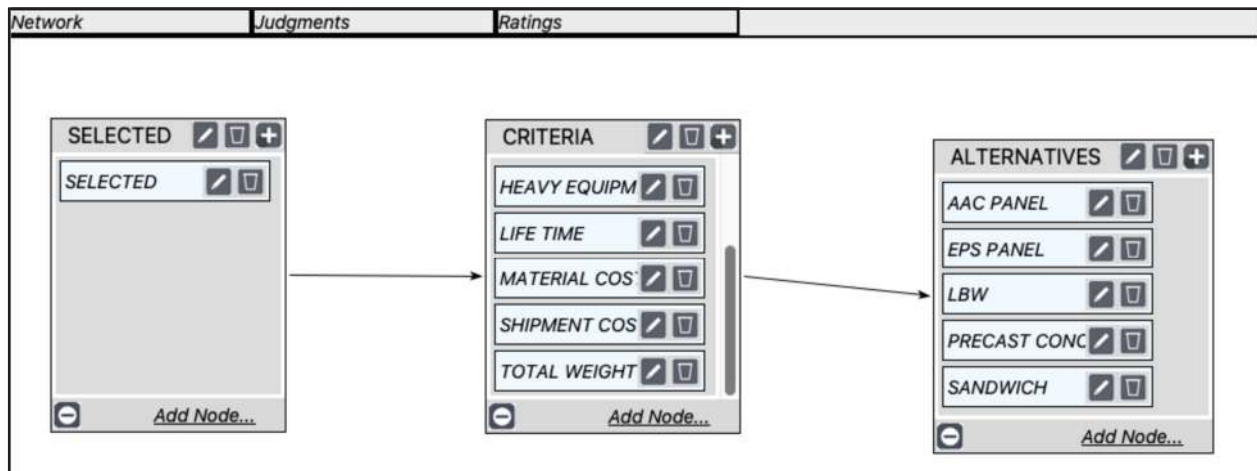 Network
Judgments
Ratings
SELECTED
SELECTED
Add Node...
CRITERIA
HEAVY EQUIPM
LIFE TIME
MATERIAL COS
SHIPMENT COS
TOTAL WEIGHT
Add Node...
ALTERNATIVES
AAC PANEL
EPS PANEL
LBW
PRECAST CONC
SANDWICH
Add Node...